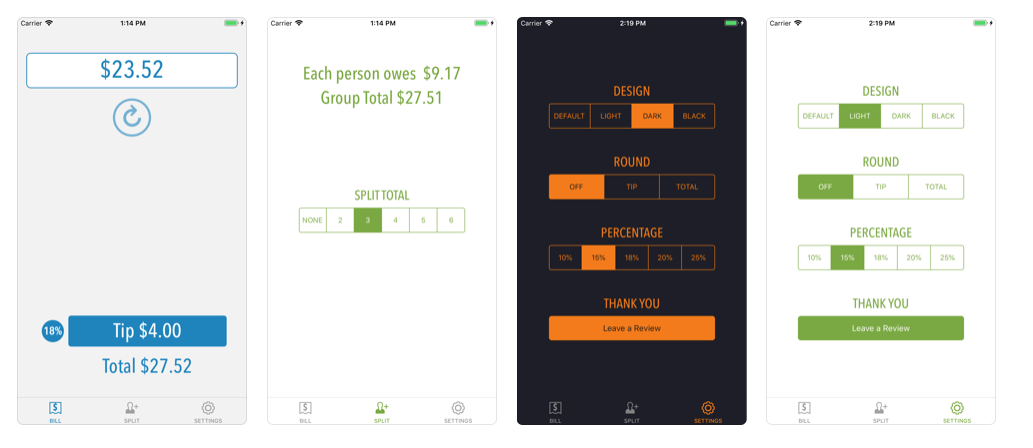 Carrier 1:14 PM
$23.52
18% Tip $4.00
Total $27.52
$
BILL SPLIT SETTINGS
Carrier 1:14 PM
Each person owes $9.17
Group Total $27.51
SPLIT TOTAL
NONE 2 3 4 5 6
$
BILL SPLIT SETTINGS
Carrier 2:19 PM
DESIGN
DEFAULT LIGHT DARK BLACK
ROUND
OFF TIP TOTAL
PERCENTAGE
10% 15% 18% 20% 25%
THANK YOU
Leave a Review
$
BILL SPLIT SETTINGS
Carrier 2:19 PM
DESIGN
DEFAULT LIGHT DARK BLACK
ROUND
OFF TIP TOTAL
PERCENTAGE
10% 15% 18% 20% 25%
THANK YOU
Leave a Review
$
BILL SPLIT SETTINGS